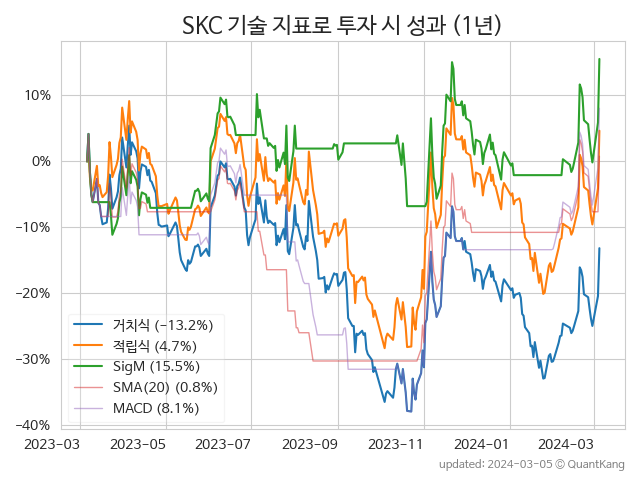 SKC 기술 지표로 투자 시 성과 (1년)
10%
0%
−10%
−20%
−30%
−40%
거치식 (−13.2%)
적립식 (4.7%)
SigM (15.5%)
SMA(20) (0.8%)
MACD (8.1%)
2023−03 2023−05 2023−07 2023−09 2023−11 2024−01 2024−03
updated: 2024-03-05 ⓒ QuantKang